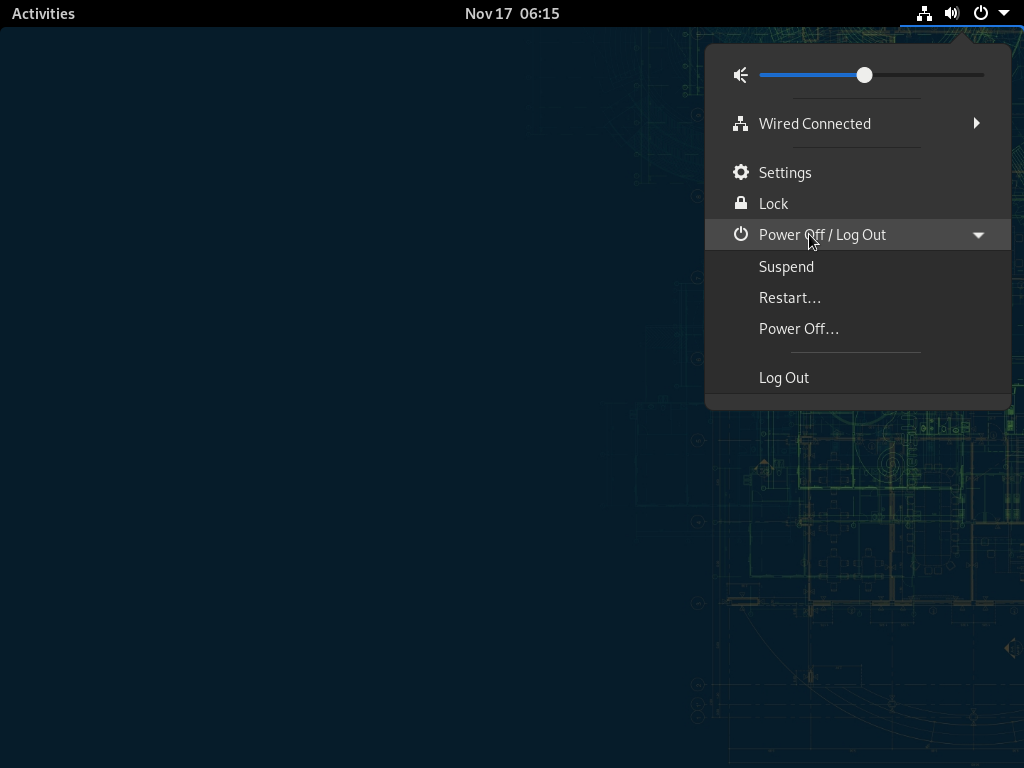 Activities
Nov 17 06:15
Wired Connected
Settings
Lock
Power Off / Log Out
Suspend
Restart…
Power Off…
Log Out